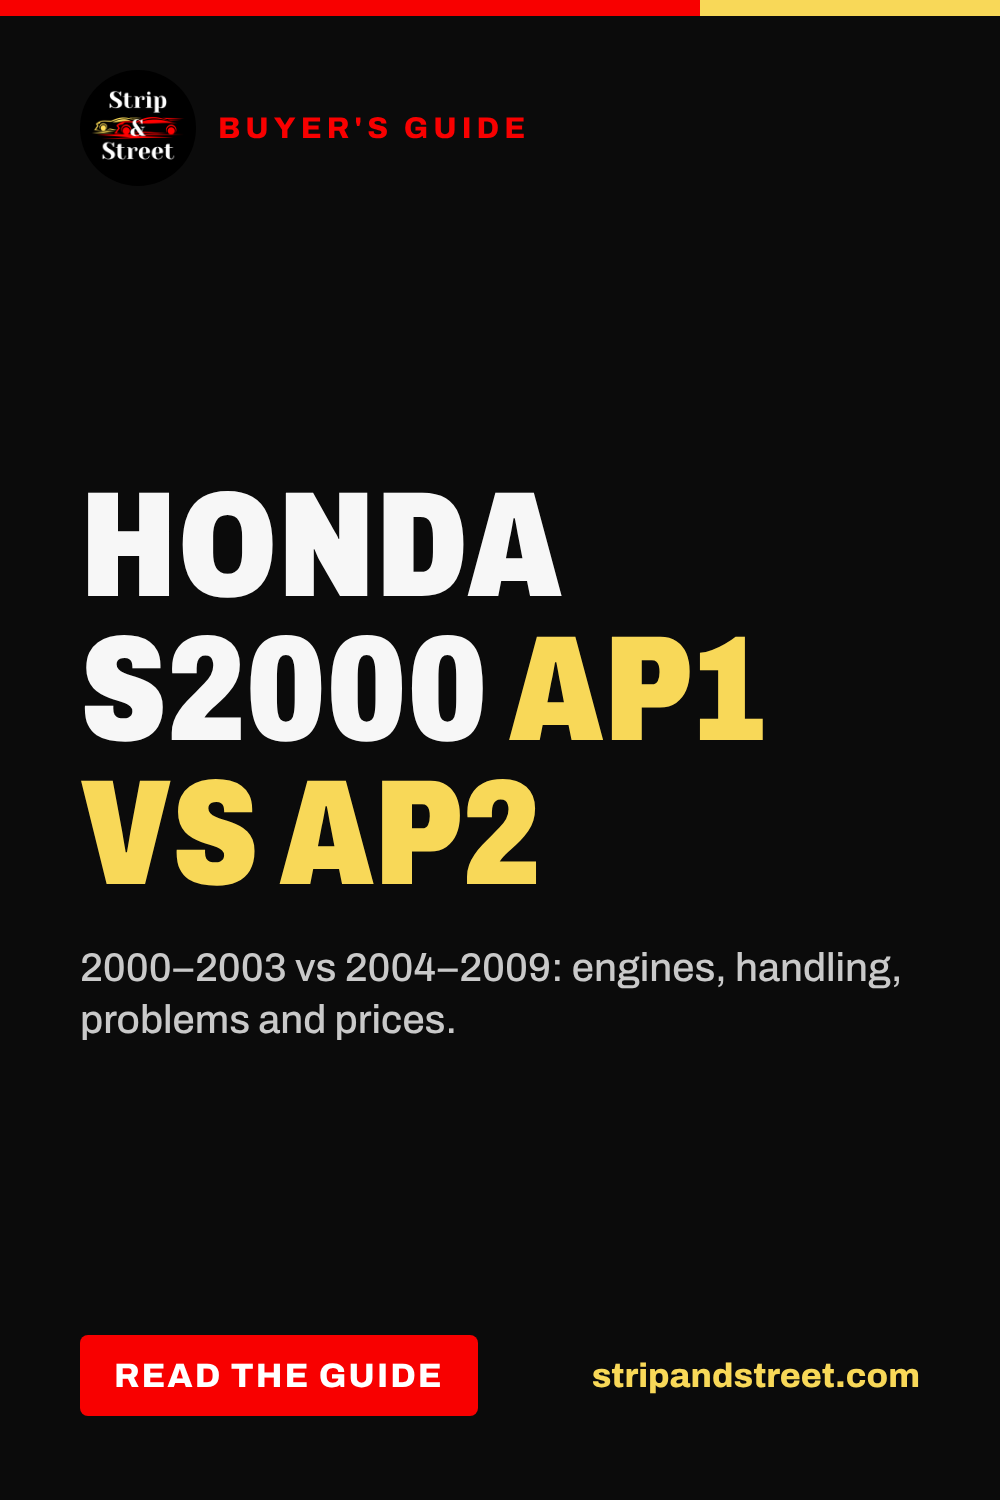 Strip
&
Street
BUYER'S GUIDE
HONDA
S2000 AP1
VS AP2
2000–2003 vs 2004–2009: engines, handling,
problems and prices.
READ THE GUIDE
stripandstreet.com